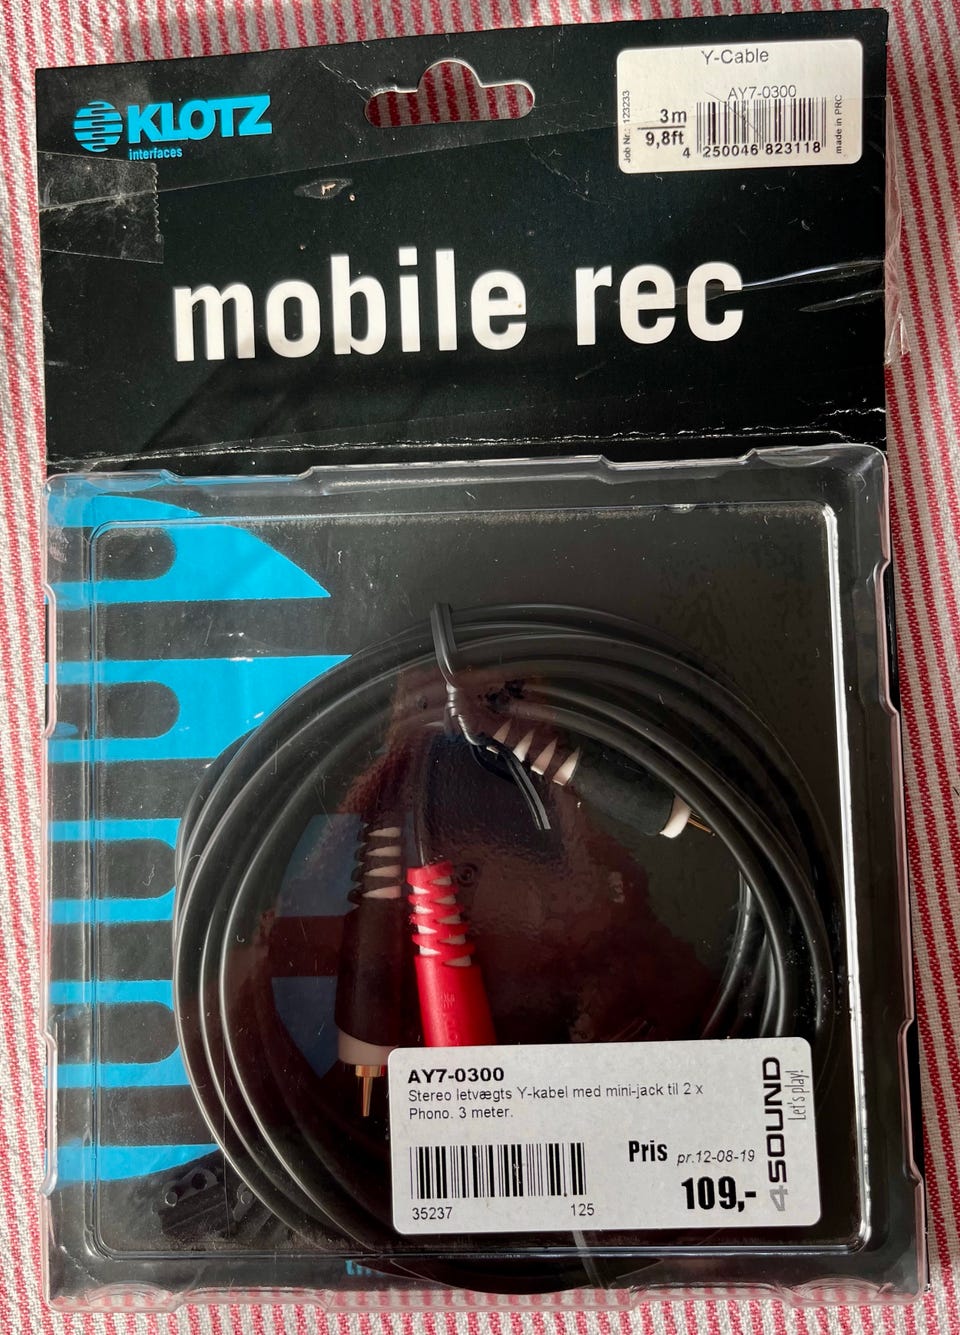 KLOTZ
interfaces
Y-Cable
AY7-0300
Job Nr.: 123233
3m
9,8ft
4 250046 823118
made in PRC
mobile rec
AY7-0300
Stereo letvægts Y-kabel med mini-jack til 2 x
Phono. 3 meter.
Pris pr.12-08-19
109,-
35237 125
4SOUND
Let's play!